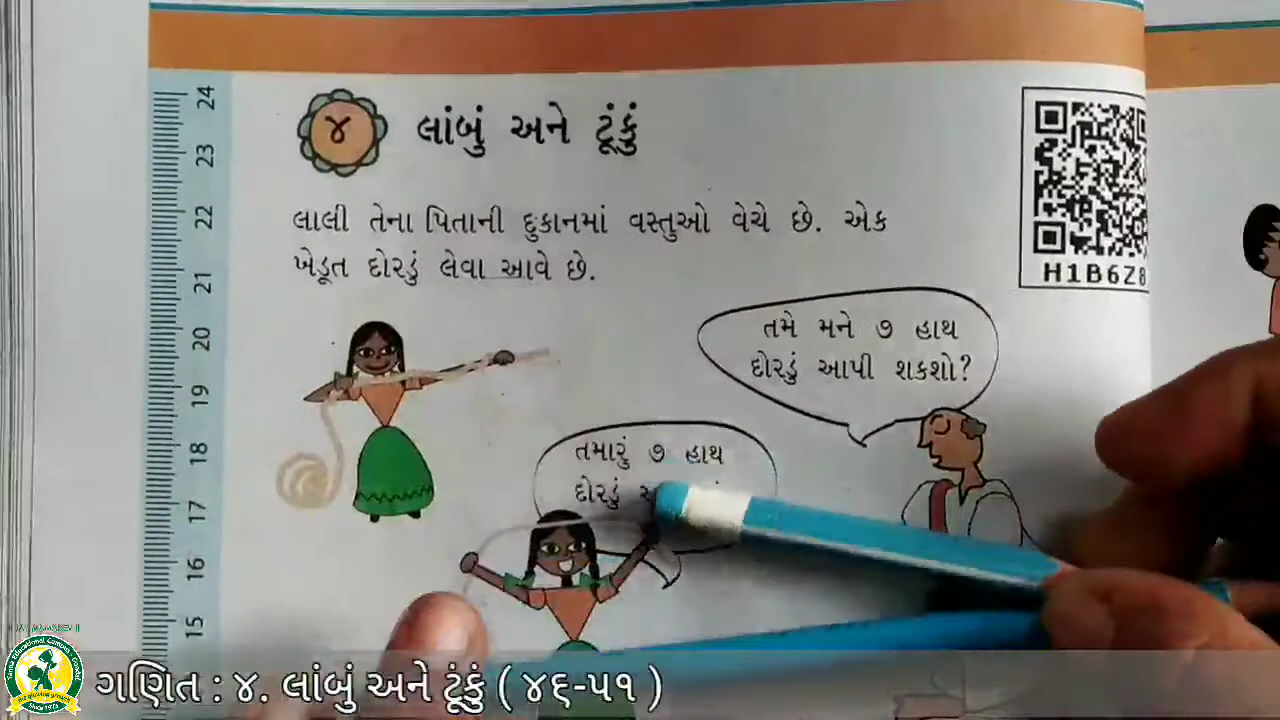 ૪ લાંબું અને ટૂંકું
લાલી તેના પિતાની દુકાનમાં વસ્તુઓ વેચે છે. એક
ખેડૂત દોરડું લેવા આવે છે.
H1B6Z8
તમે મને ૭ હાથ
દોરડું આપી શકશો?
તમારું ૭ હાથ
દોરડું
24
23
22
21
20
19
18
17
16
15
ગણિત : ૪. લાંબું અને ટૂંકું ( ૪૬-૫૧ )